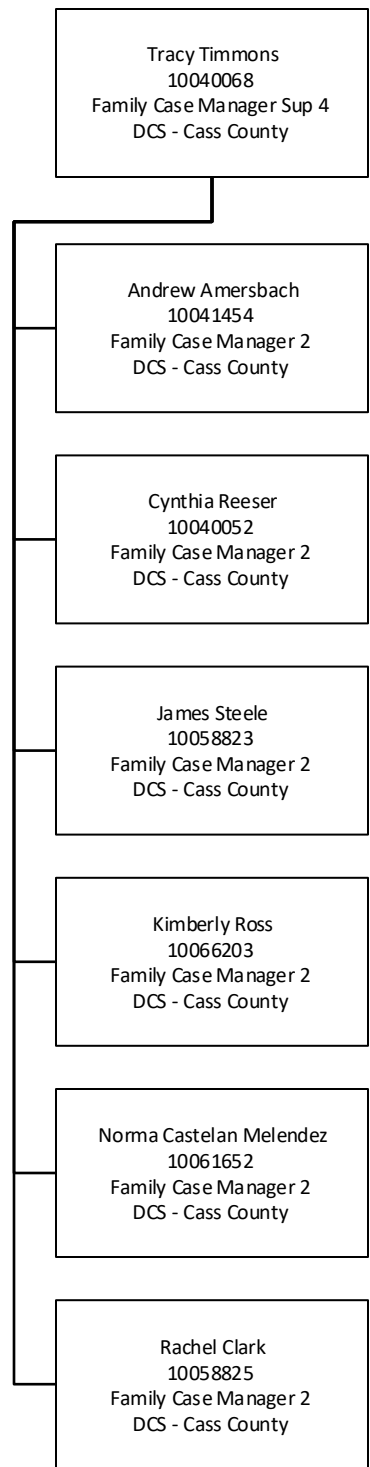 Tracy Timmons
10040068
Family Case Manager Sup 4
DCS - Cass County
Andrew Amersbach
10041454
Family Case Manager 2
DCS - Cass County
Cynthia Reeser
10040052
Family Case Manager 2
DCS - Cass County
James Steele
10058823
Family Case Manager 2
DCS - Cass County
Kimberly Ross
10066203
Family Case Manager 2
DCS - Cass County
Norma Castelan Melendez
10061652
Family Case Manager 2
DCS - Cass County
Rachel Clark
10058825
Family Case Manager 2
DCS - Cass County